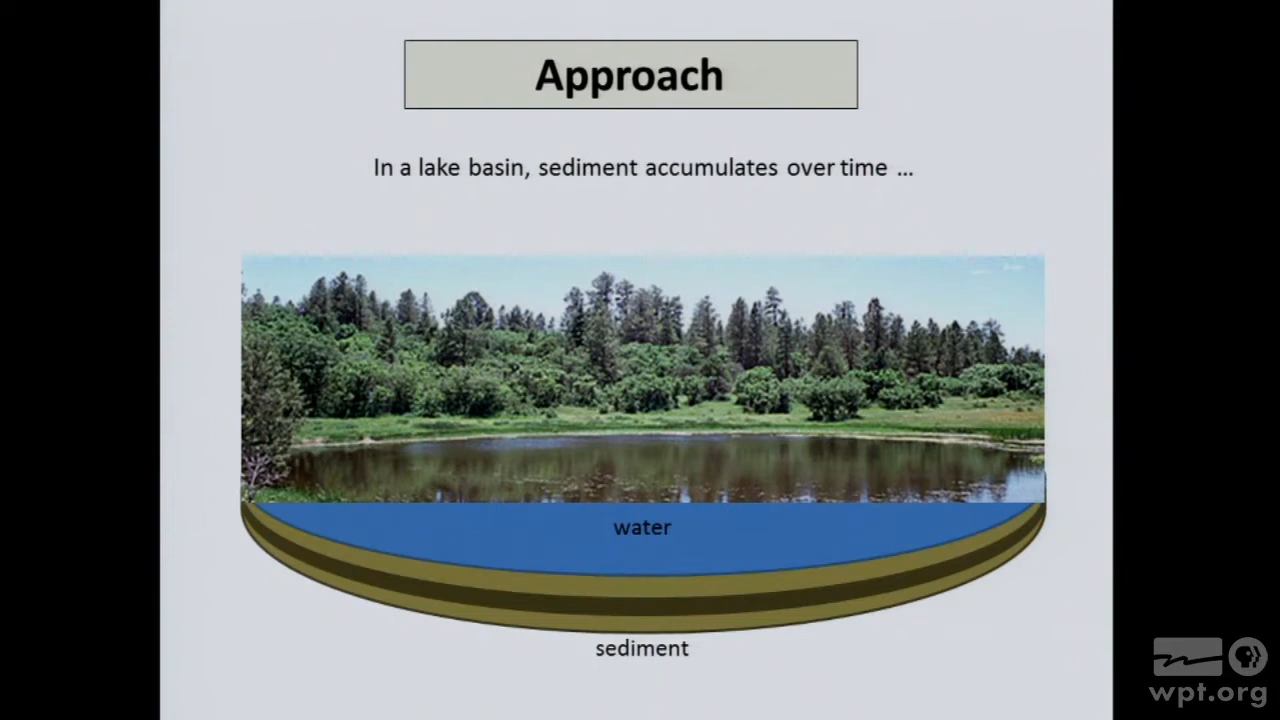 Approach
In a lake basin, sediment accumulates over time ...
water
sediment
wpt.org